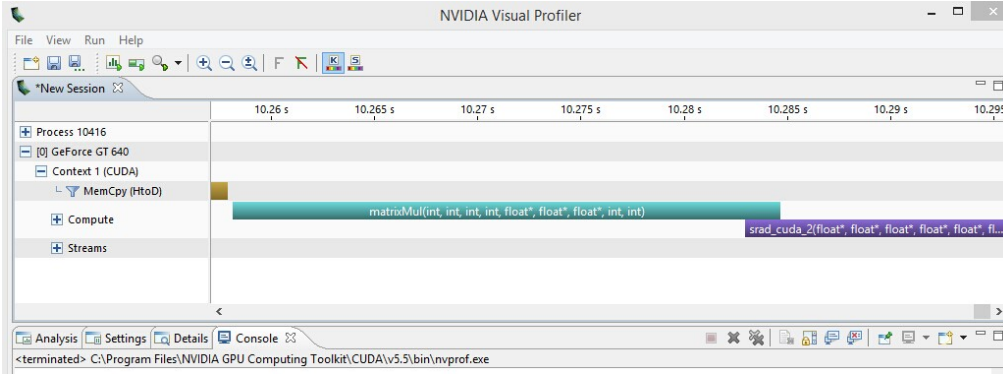 NVIDIA Visual Profiler
File View Run Help
*New Session
10.26 s 10.265 s 10.27 s 10.275 s 10.28 s 10.285 s 10.29 s 10.295
Process 10416
[0] GeForce GT 640
Context 1 (CUDA)
MemCpy (HtoD)
Compute
matrixMul(int, int, int, int, float*, float*, float*, int, int)
srad_cuda_2(float*, float*, float*, float*, float*, fl...
Streams
Analysis Settings Details Console
<terminated> C:\Program Files\NVIDIA GPU Computing Toolkit\CUDA\v5.5\bin\nvprof.exe